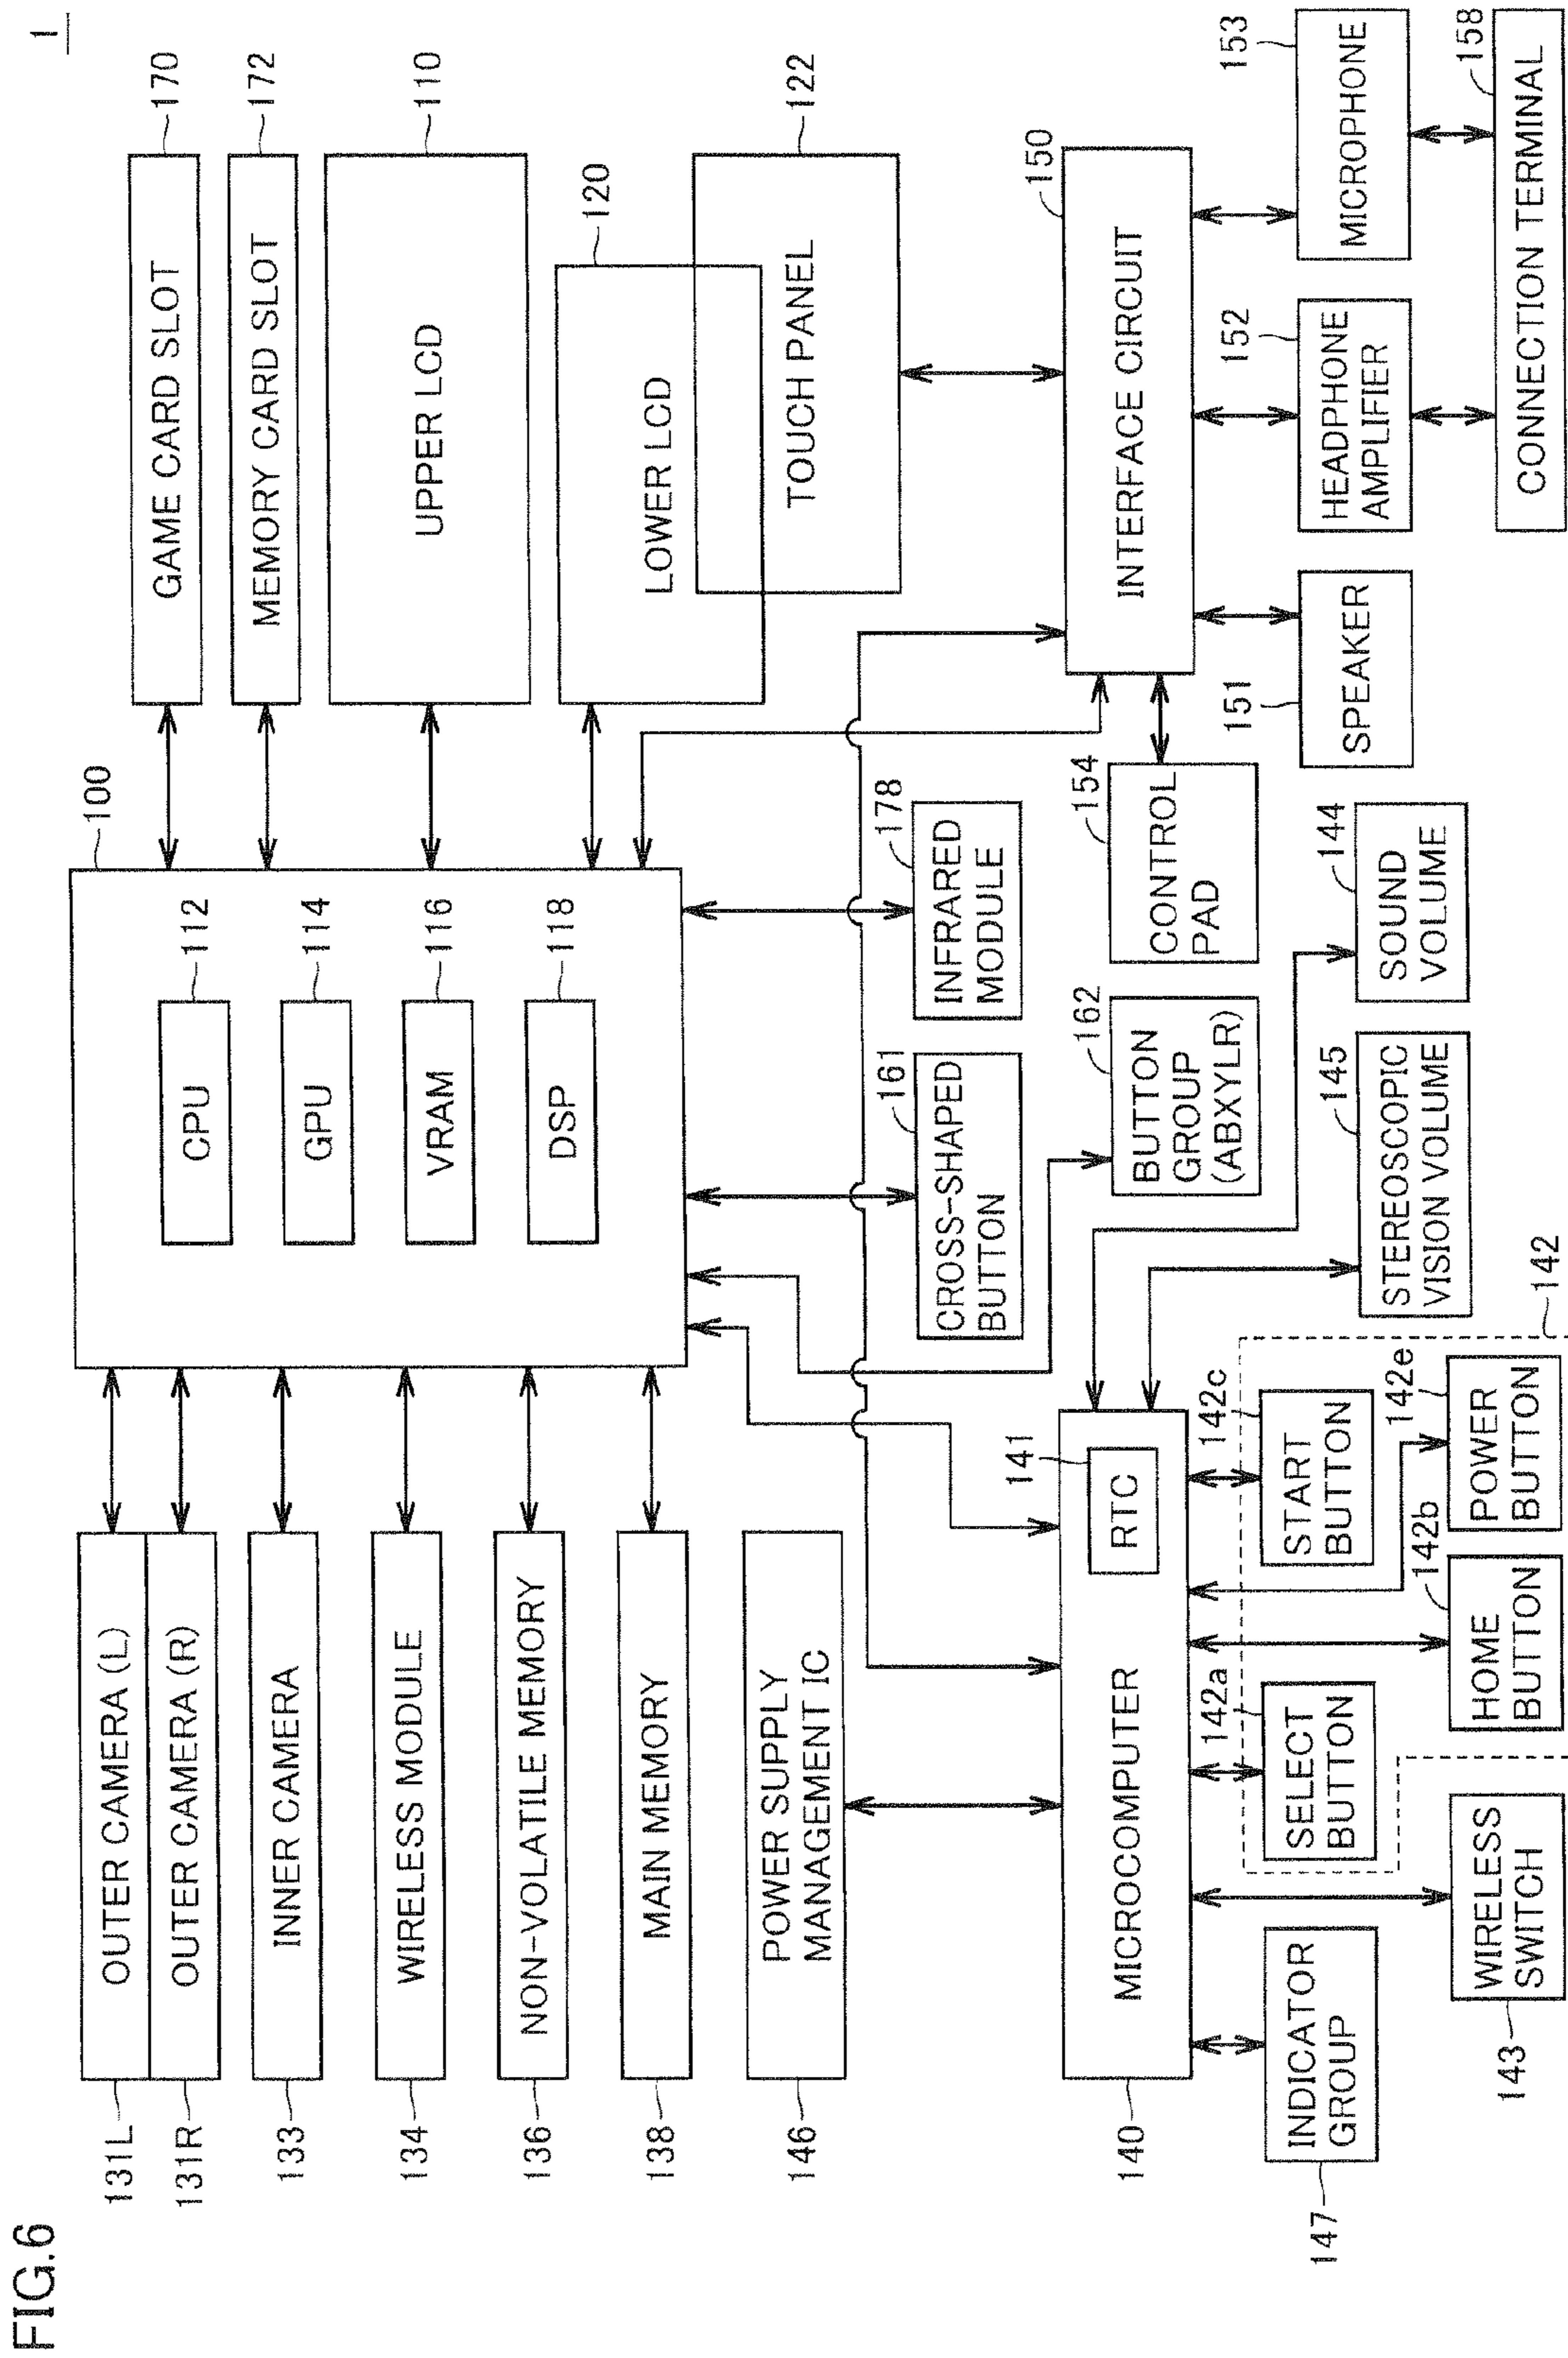 FIG.6
1
131L
OUTER CAMERA (L)
131R
OUTER CAMERA (R)
133
INNER CAMERA
134
WIRELESS MODULE
136
NON-VOLATILE MEMORY
138
MAIN MEMORY
146
POWER SUPPLY
MANAGEMENT IC
100
CPU
112
GPU
114
VRAM
116
DSP
118
GAME CARD SLOT
170
MEMORY CARD SLOT
172
UPPER LCD
110
LOWER LCD
120
TOUCH PANEL
122
CROSS-SHAPED
BUTTON
161
INFRARED
MODULE
178
BUTTON
GROUP
(ABXYLR)
162
CONTROL
PAD
154
INTERFACE CIRCUIT
150
140
MICROCOMPUTER
RTC
141
147
INDICATOR
GROUP
SELECT
BUTTON
142a
START
BUTTON
142c
143
WIRELESS
SWITCH
HOME
BUTTON
142b
POWER
BUTTON
142e
142
STEREOSCOPIC
VISION VOLUME
145
SOUND
VOLUME
144
151
SPEAKER
HEADPHONE
AMPLIFIER
152
MICROPHONE
153
CONNECTION TERMINAL
158